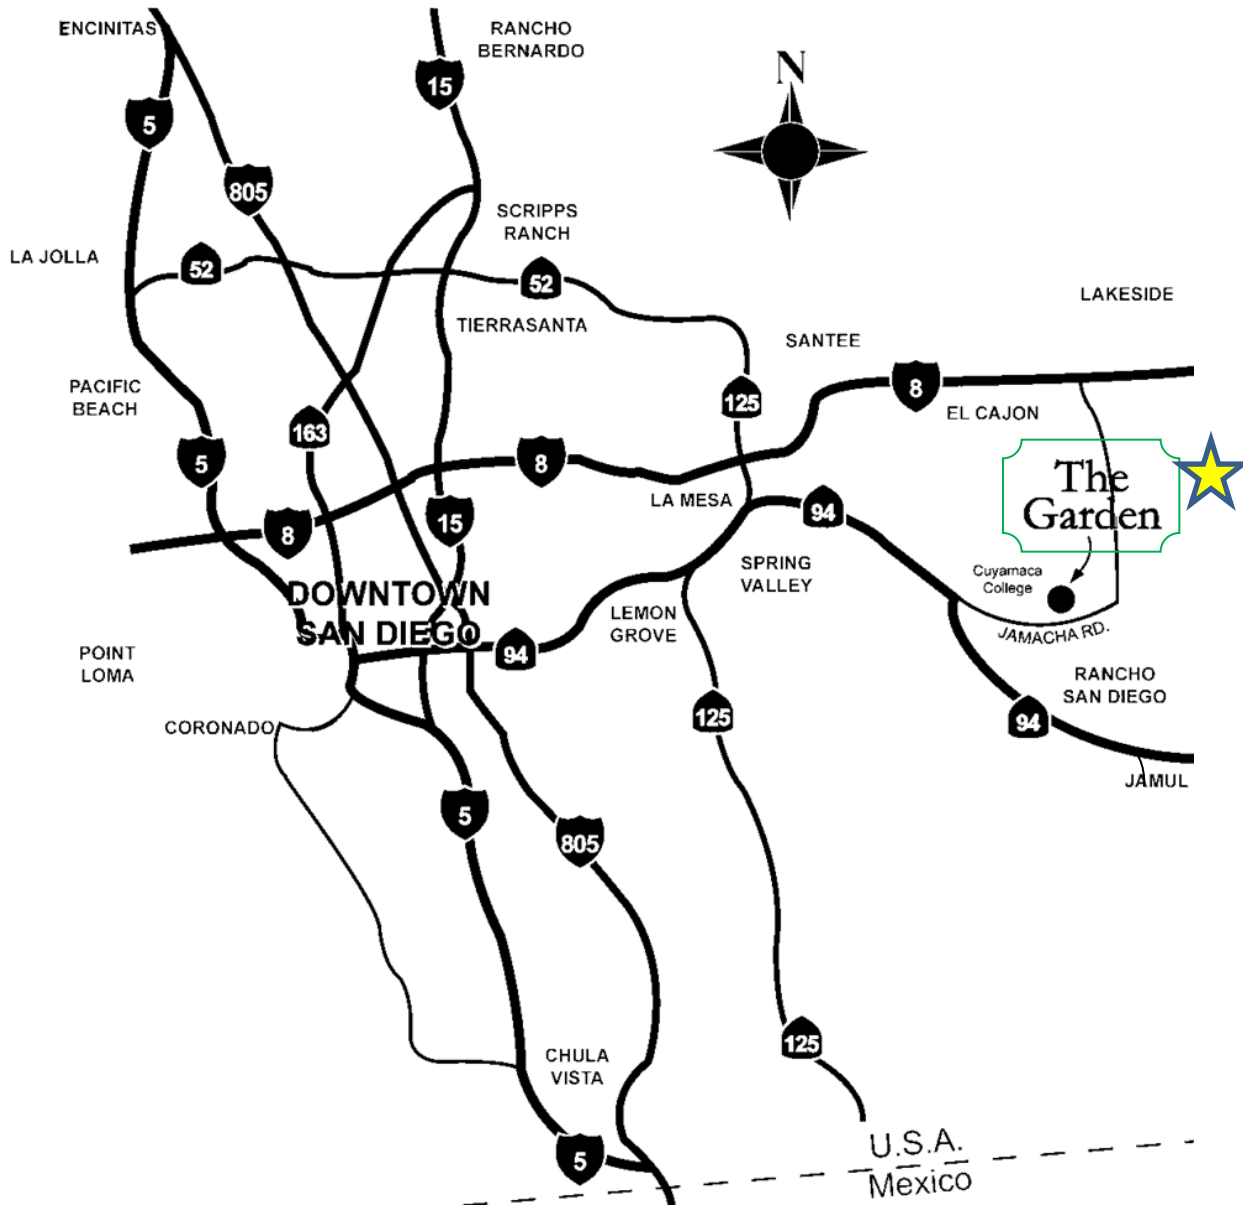 ENCINITAS
RANCHO
BERNARDO
N
15
5
805
SCRIPPS
RANCH
LA JOLLA
52
52
LAKESIDE
TIERRASANTA
SANTEE
PACIFIC
BEACH
8
125
EL CAJON
163
5
8
The
Garden
LA MESA
94
15
8
SPRING
VALLEY
Cuyamaca
College
DOWNTOWN
SAN DIEGO
LEMON
GROVE
JAMACHA RD.
94
POINT
LOMA
RANCHO
SAN DIEGO
125
94
CORONADO
JAMUL
5
805
125
CHULA
VISTA
5
U.S.A.
Mexico